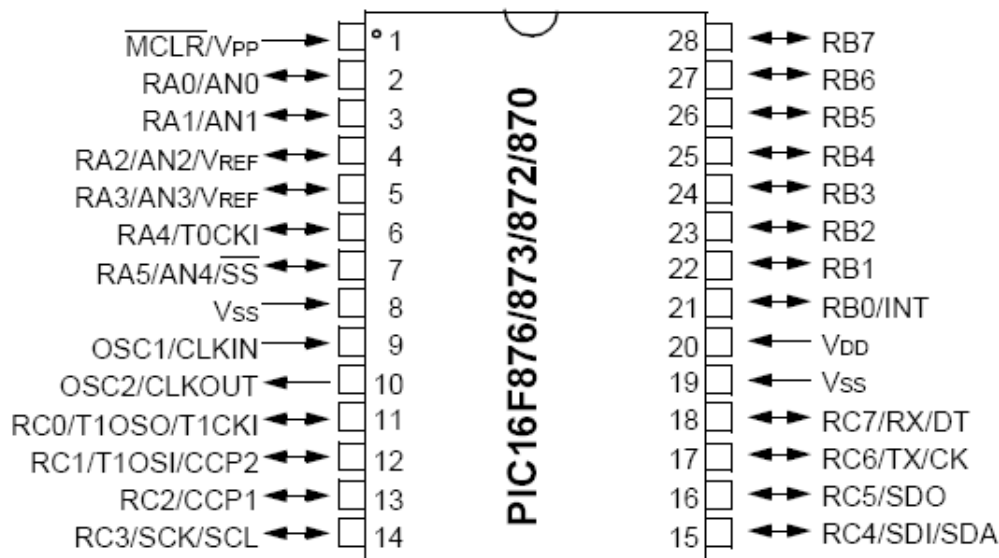 MCLR/VPP 1 28 RB7
RA0/AN0 2 27 RB6
RA1/AN1 3 26 RB5
RA2/AN2/VREF 4 25 RB4
RA3/AN3/VREF 5 24 RB3
RA4/T0CKI 6 23 RB2
RA5/AN4/SS 7 22 RB1
VSS 8 21 RB0/INT
OSC1/CLKIN 9 20 VDD
OSC2/CLKOUT 10 19 VSS
RC0/T1OSO/T1CKI 11 18 RC7/RX/DT
RC1/T1OSI/CCP2 12 17 RC6/TX/CK
RC2/CCP1 13 16 RC5/SDO
RC3/SCK/SCL 14 15 RC4/SDI/SDA
PIC16F876/873/872/870